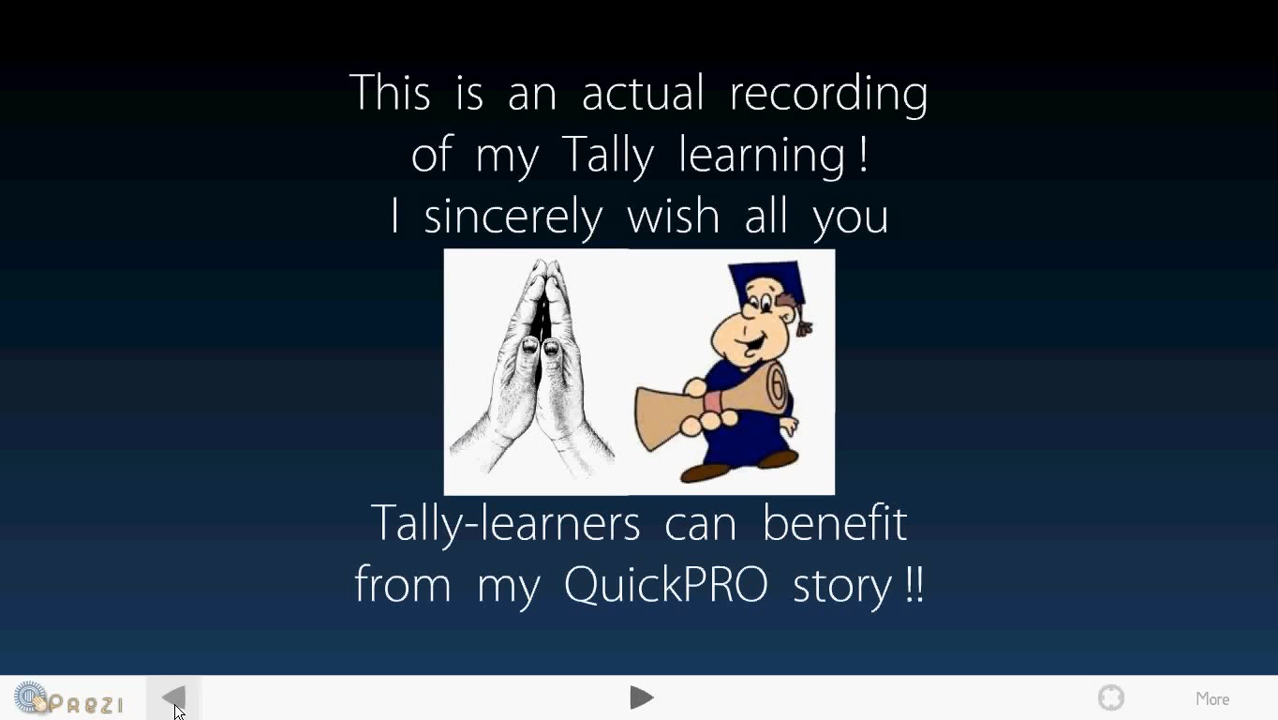 This is an actual recording
of my Tally learning !
I sincerely wish all you
6
Tally-learners can benefit
from my QuickPRO story !!
PREZI
More